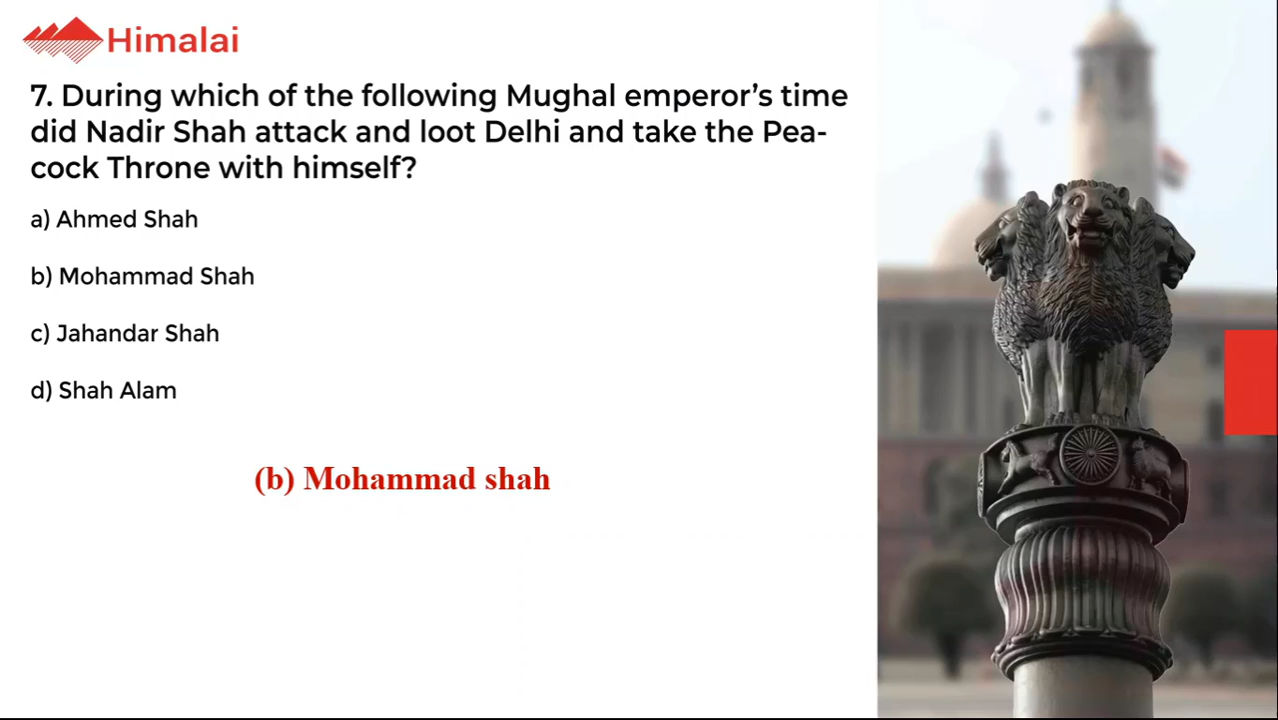 Himalai
7. During which of the following Mughal emperor’s time
did Nadir Shah attack and loot Delhi and take the Pea-
cock Throne with himself?
a) Ahmed Shah
b) Mohammad Shah
c) Jahandar Shah
d) Shah Alam
(b) Mohammad shah